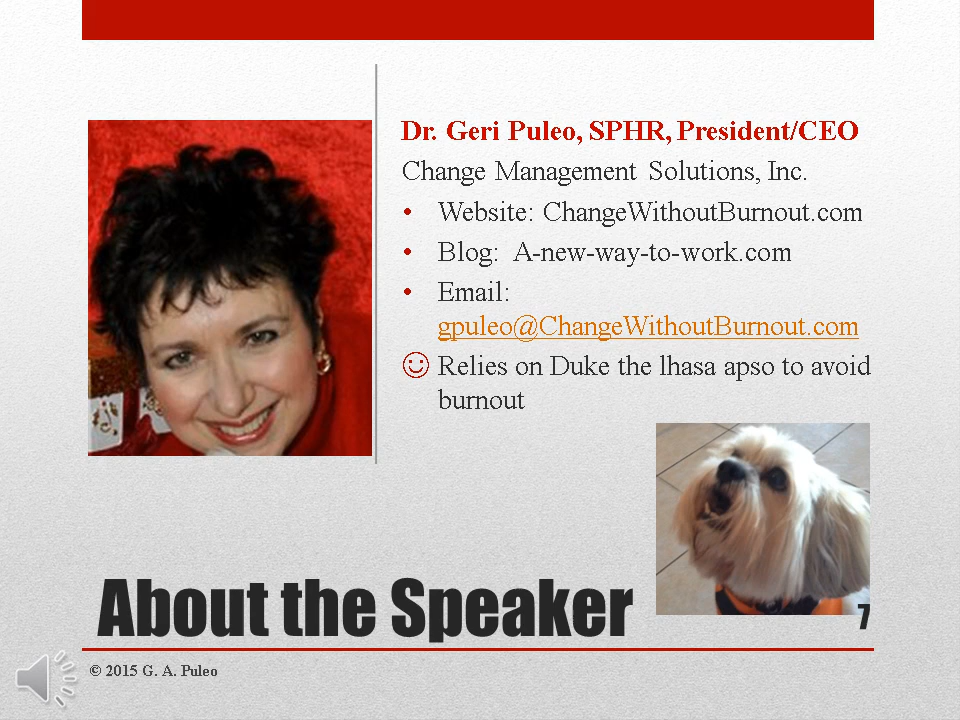 Dr. Geri Puleo, SPHR, President/CEO
Change Management Solutions, Inc.
• Website: ChangeWithoutBurnout.com
• Blog: A-new-way-to-work.com
• Email:
gpuleo@ChangeWithoutBurnout.com
☺ Relies on Duke the lhasa apso to avoid
burnout
About the Speaker
7
© 2015 G. A. Puleo